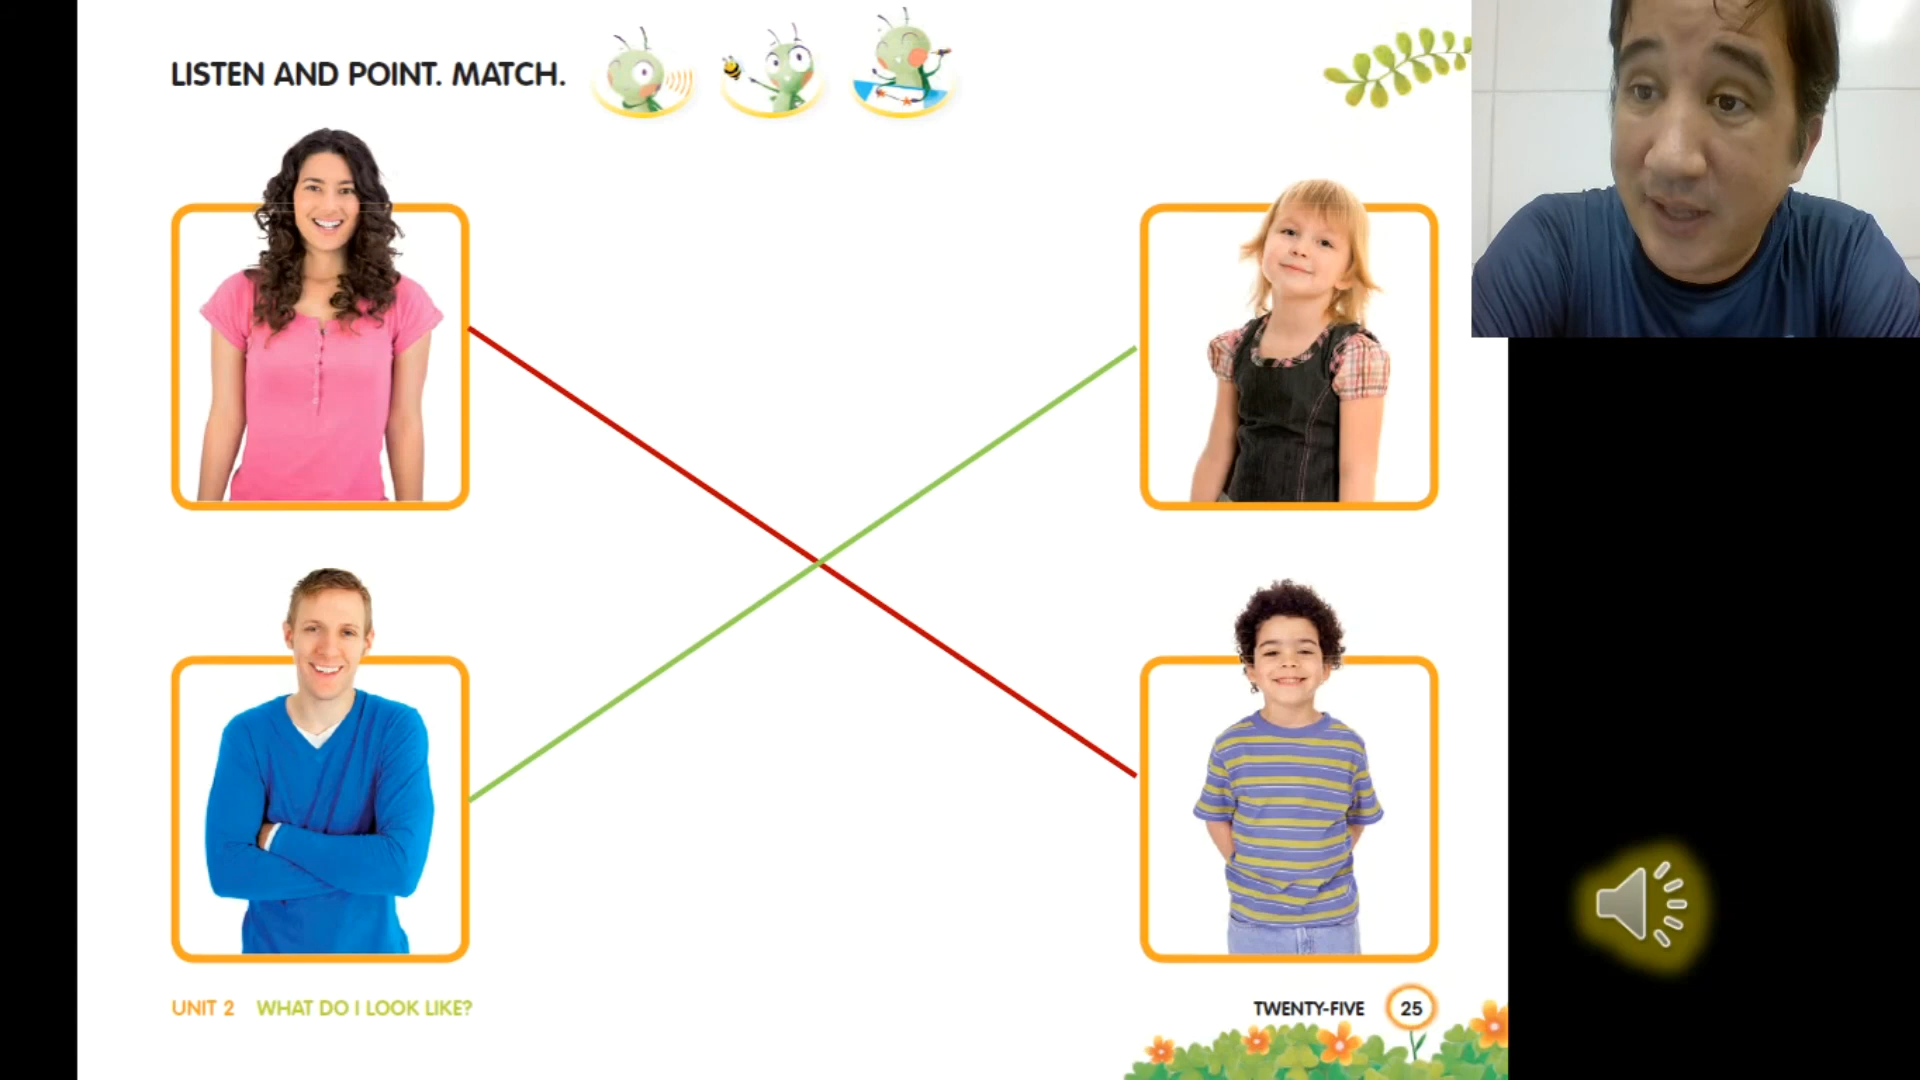 LISTEN AND POINT. MATCH.
UNIT 2 WHAT DO I LOOK LIKE?
TWENTY-FIVE 25